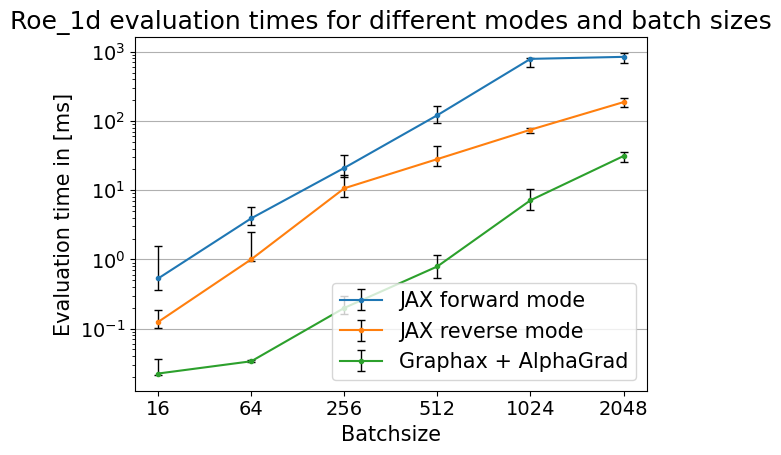 Roe_1d evaluation times for different modes and batch sizes
Evaluation time in [ms]
10³
10²
10¹
10⁰
10⁻¹
JAX forward mode
JAX reverse mode
Graphax + AlphaGrad
16 64 256 512 1024 2048
Batchsize